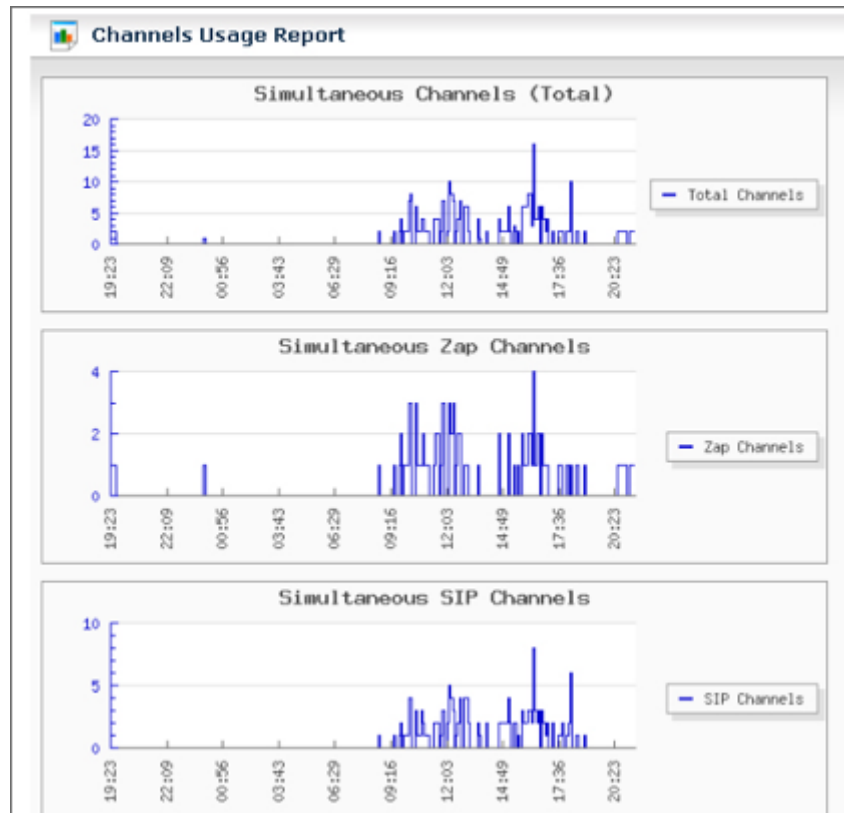 Channels Usage Report
Simultaneous Channels (Total)
20
15
10
5
0
19:23 22:09 00:56 03:43 06:29 09:16 12:03 14:49 17:36 20:23
Total Channels
Simultaneous Zap Channels
4
2
0
19:23 22:09 00:56 03:43 06:29 09:16 12:03 14:49 17:36 20:23
Zap Channels
Simultaneous SIP Channels
10
5
0
19:23 22:09 00:56 03:43 06:29 09:16 12:03 14:49 17:36 20:23
SIP Channels